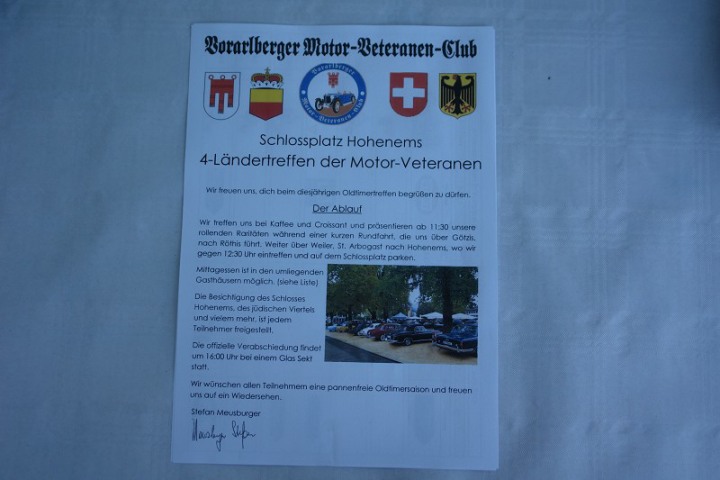 Vorarlberger Motor-Veteranen-Club
Vorarlberger
Motor-Veteranen-Club
Schlossplatz Hohenems
4-Ländertreffen der Motor-Veteranen
Wir freuen uns, dich beim diesjährigen Oldtimertreffen begrüßen zu dürfen.
Der Ablauf
Wir treffen uns bei Kaffee und Croissant und präsentieren ab 11:30 unsere
rollenden Raritäten während einer kurzen Rundfahrt, die uns über Götzis,
nach Röthis führt. Weiter über Weiler, St. Arbogast nach Hohenems, wo wir
gegen 12:30 Uhr eintreffen und auf dem Schlossplatz parken.
Mittagessen ist in den umliegenden
Gasthäusern möglich. (siehe Liste)
Die Besichtigung des Schlosses
Hohenems, des jüdischen Viertels
und vielem mehr, ist jedem
Teilnehmer freigestellt.
Die offizielle Verabschiedung findet
um 16:00 Uhr bei einem Glas Sekt
statt.
Wir wünschen allen Teilnehmern eine pannenfreie Oldtimersaison und freuen
uns auf ein Wiedersehen.
Stefan Meusburger
Meusburger Stefan